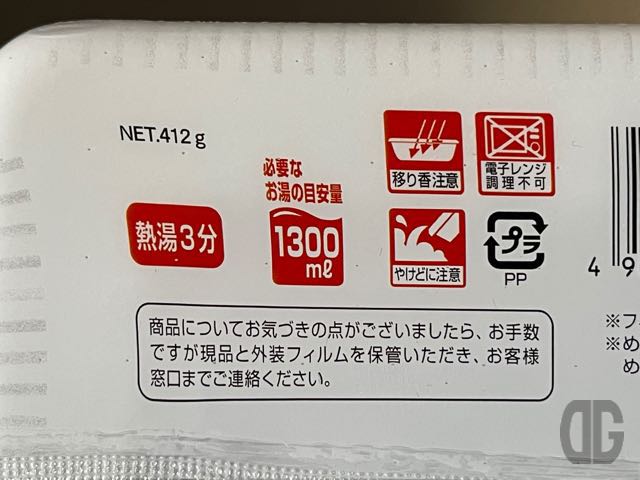 NET.412g
必要な
お湯の目安量
1300
mℓ
熱湯3分
移り香注意
電子レンジ
調理不可
やけどに注意
プラ
PP
4 9
商品についてお気づきの点がございましたら、お手数
ですが現品と外装フィルムを保管いただき、お客様
窓口までご連絡ください。
※フ
※め
め
DG